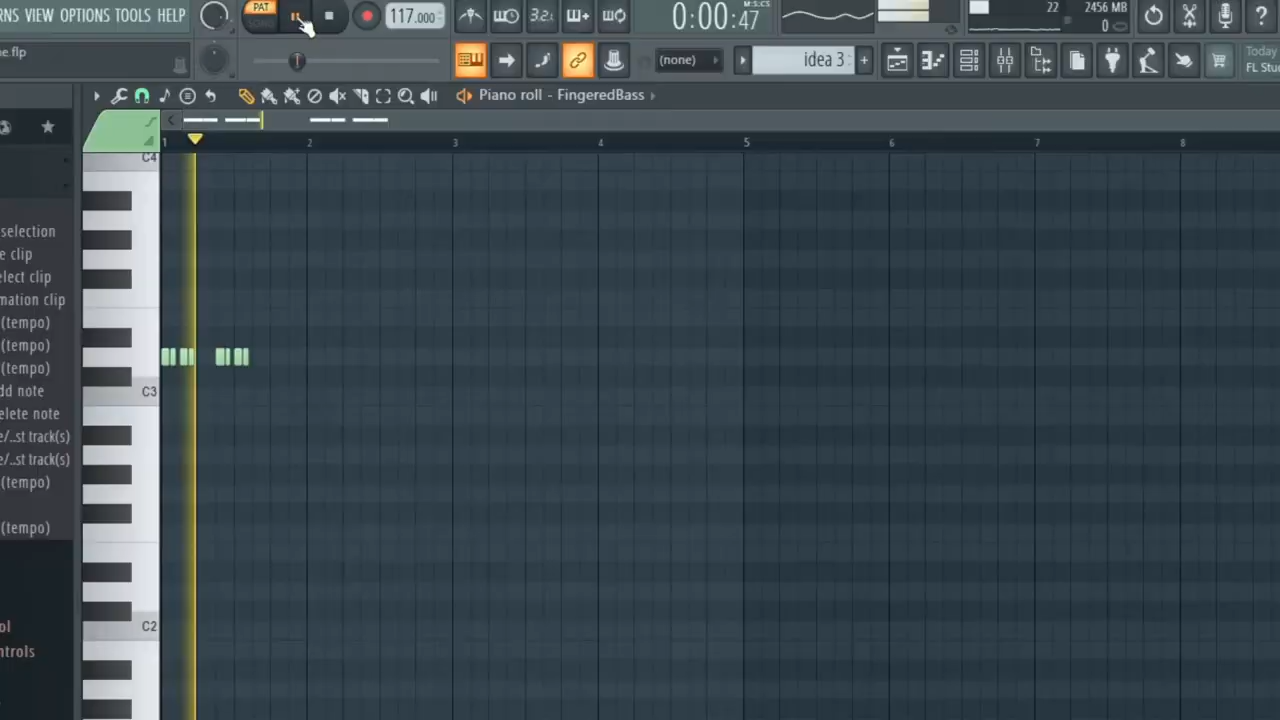 RNS VIEW OPTIONS TOOLS HELP
PAT
117.000
3.2.
0:00:47
M:S:CS
22
2456 MB
0
?
ne.flp
(none)
idea 3
+
Today
FL Stu
Piano roll - FingeredBass
1 2 3 4 5 6 7 8
C4
selection
e clip
elect clip
mation clip
(tempo)
(tempo)
(tempo)
dd note
C3
elete note
e/..st track(s)
e/..st track(s)
(tempo)
(tempo)
ol
C2
ntrols